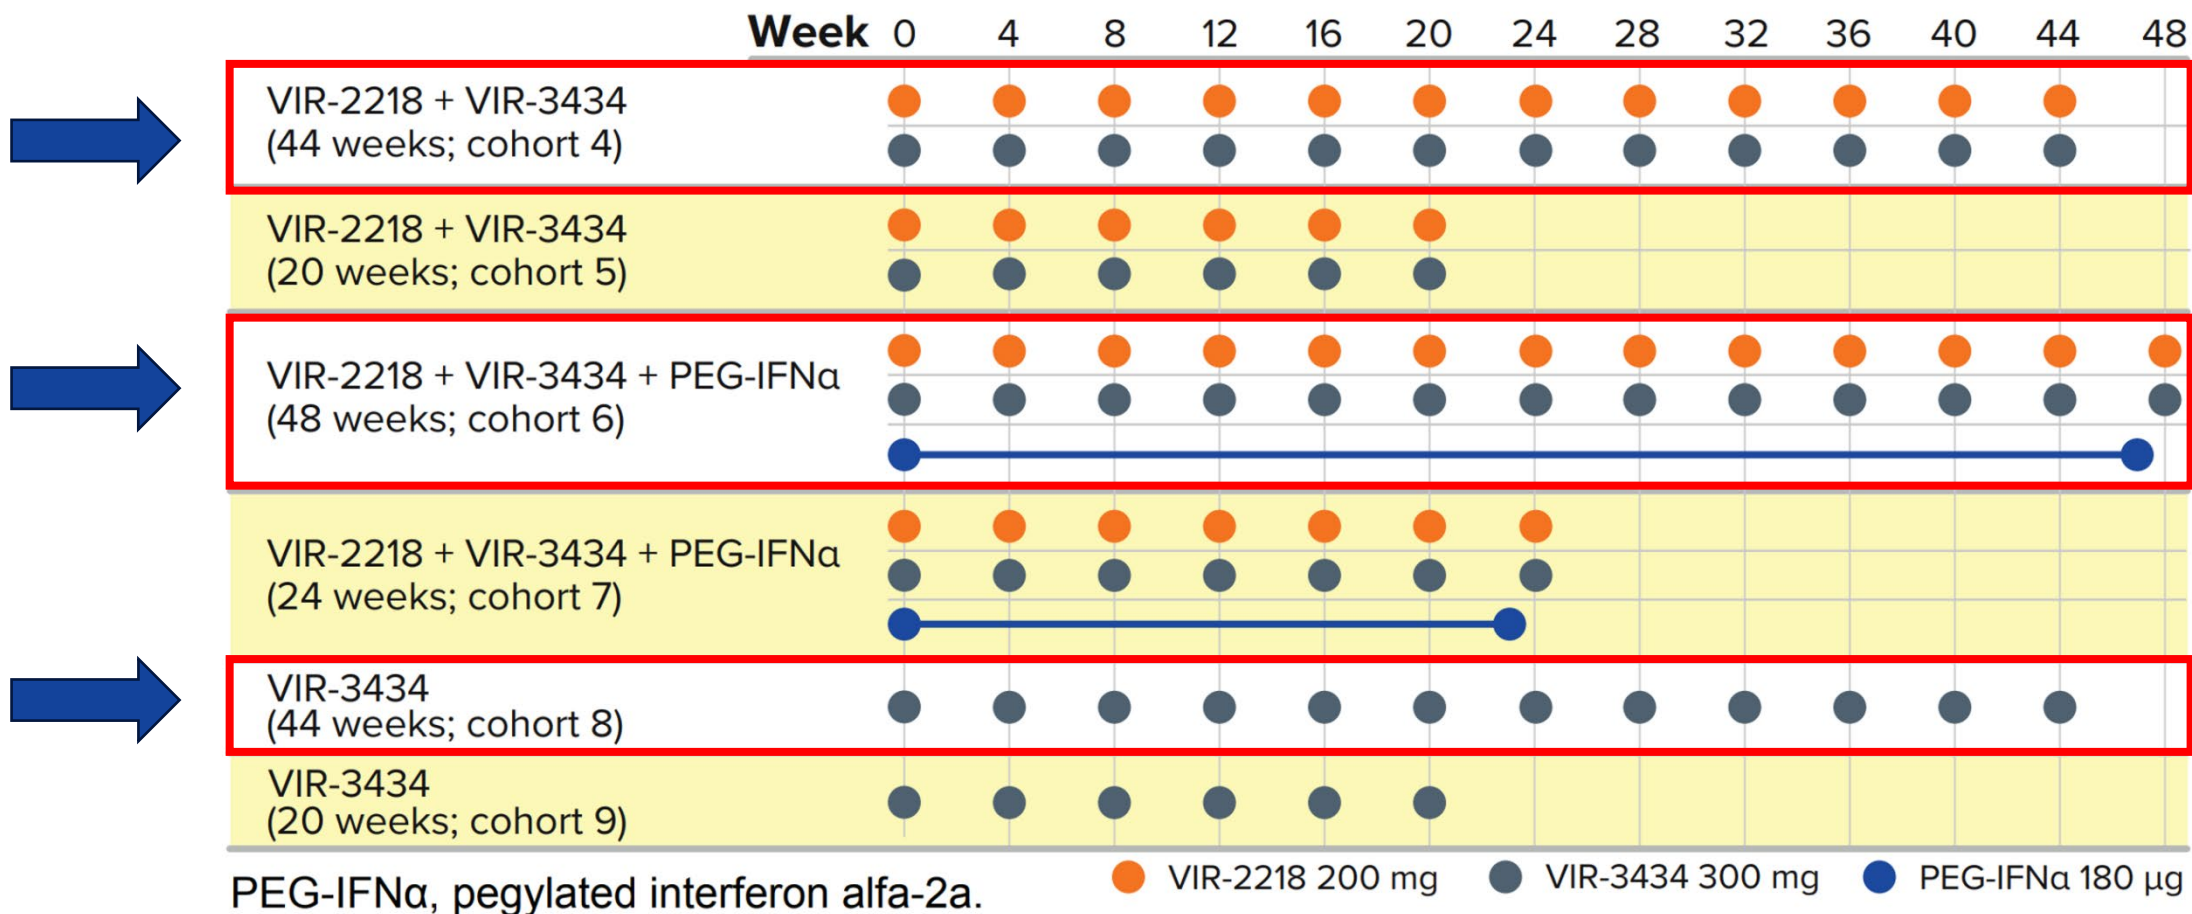 Week 0 4 8 12 16 20 24 28 32 36 40 44 48
VIR-2218 + VIR-3434
(44 weeks; cohort 4)
VIR-2218 + VIR-3434
(20 weeks; cohort 5)
VIR-2218 + VIR-3434 + PEG-IFNα
(48 weeks; cohort 6)
VIR-2218 + VIR-3434 + PEG-IFNα
(24 weeks; cohort 7)
VIR-3434
(44 weeks; cohort 8)
VIR-3434
(20 weeks; cohort 9)
VIR-2218 200 mg VIR-3434 300 mg PEG-IFNα 180 µg
PEG-IFNα, pegylated interferon alfa-2a.